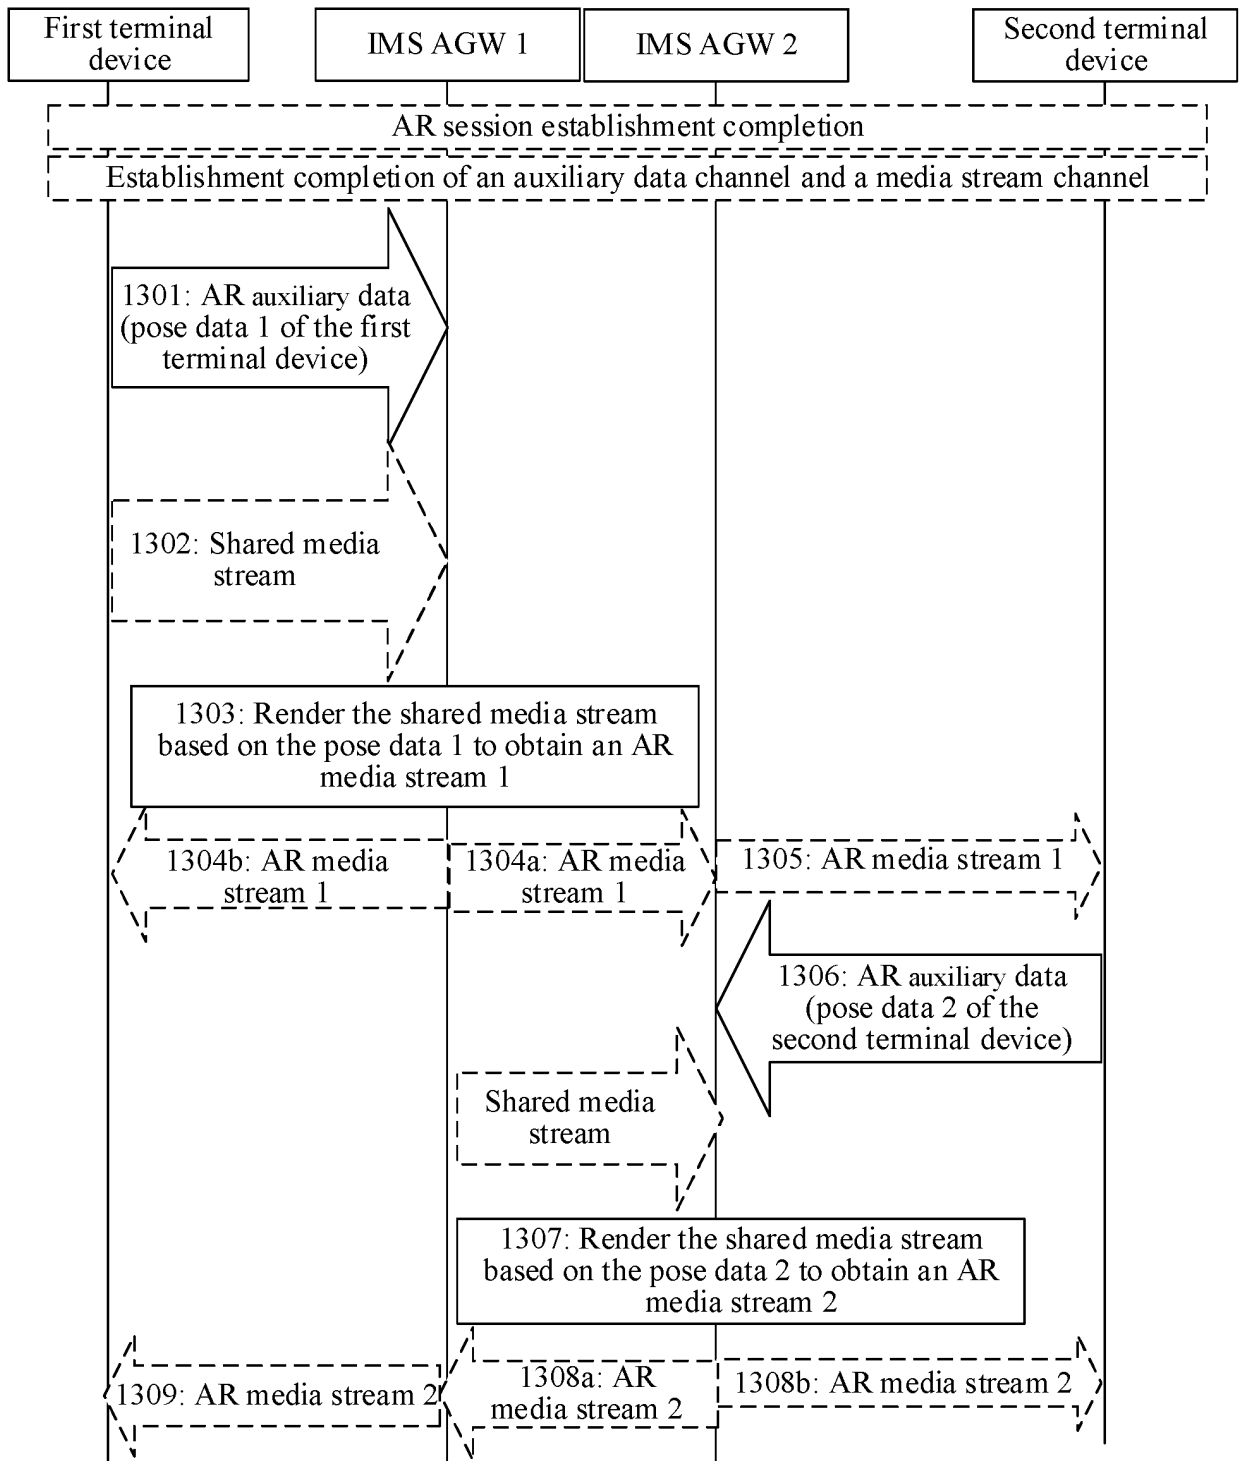 First terminal
device
IMS AGW 1
IMS AGW 2
Second terminal
device
AR session establishment completion
Establishment completion of an auxiliary data channel and a media stream channel
1301: AR auxiliary data
(pose data 1 of the first
terminal device)
1302: Shared media
stream
1303: Render the shared media stream
based on the pose data 1 to obtain an AR
media stream 1
1304b: AR media
stream 1
1304a: AR media
stream 1
1305: AR media stream 1
1306: AR auxiliary data
(pose data 2 of the
second terminal device)
Shared media
stream
1307: Render the shared media stream
based on the pose data 2 to obtain an AR
media stream 2
1309: AR media stream 2
1308a: AR
media stream 2
1308b: AR media stream 2